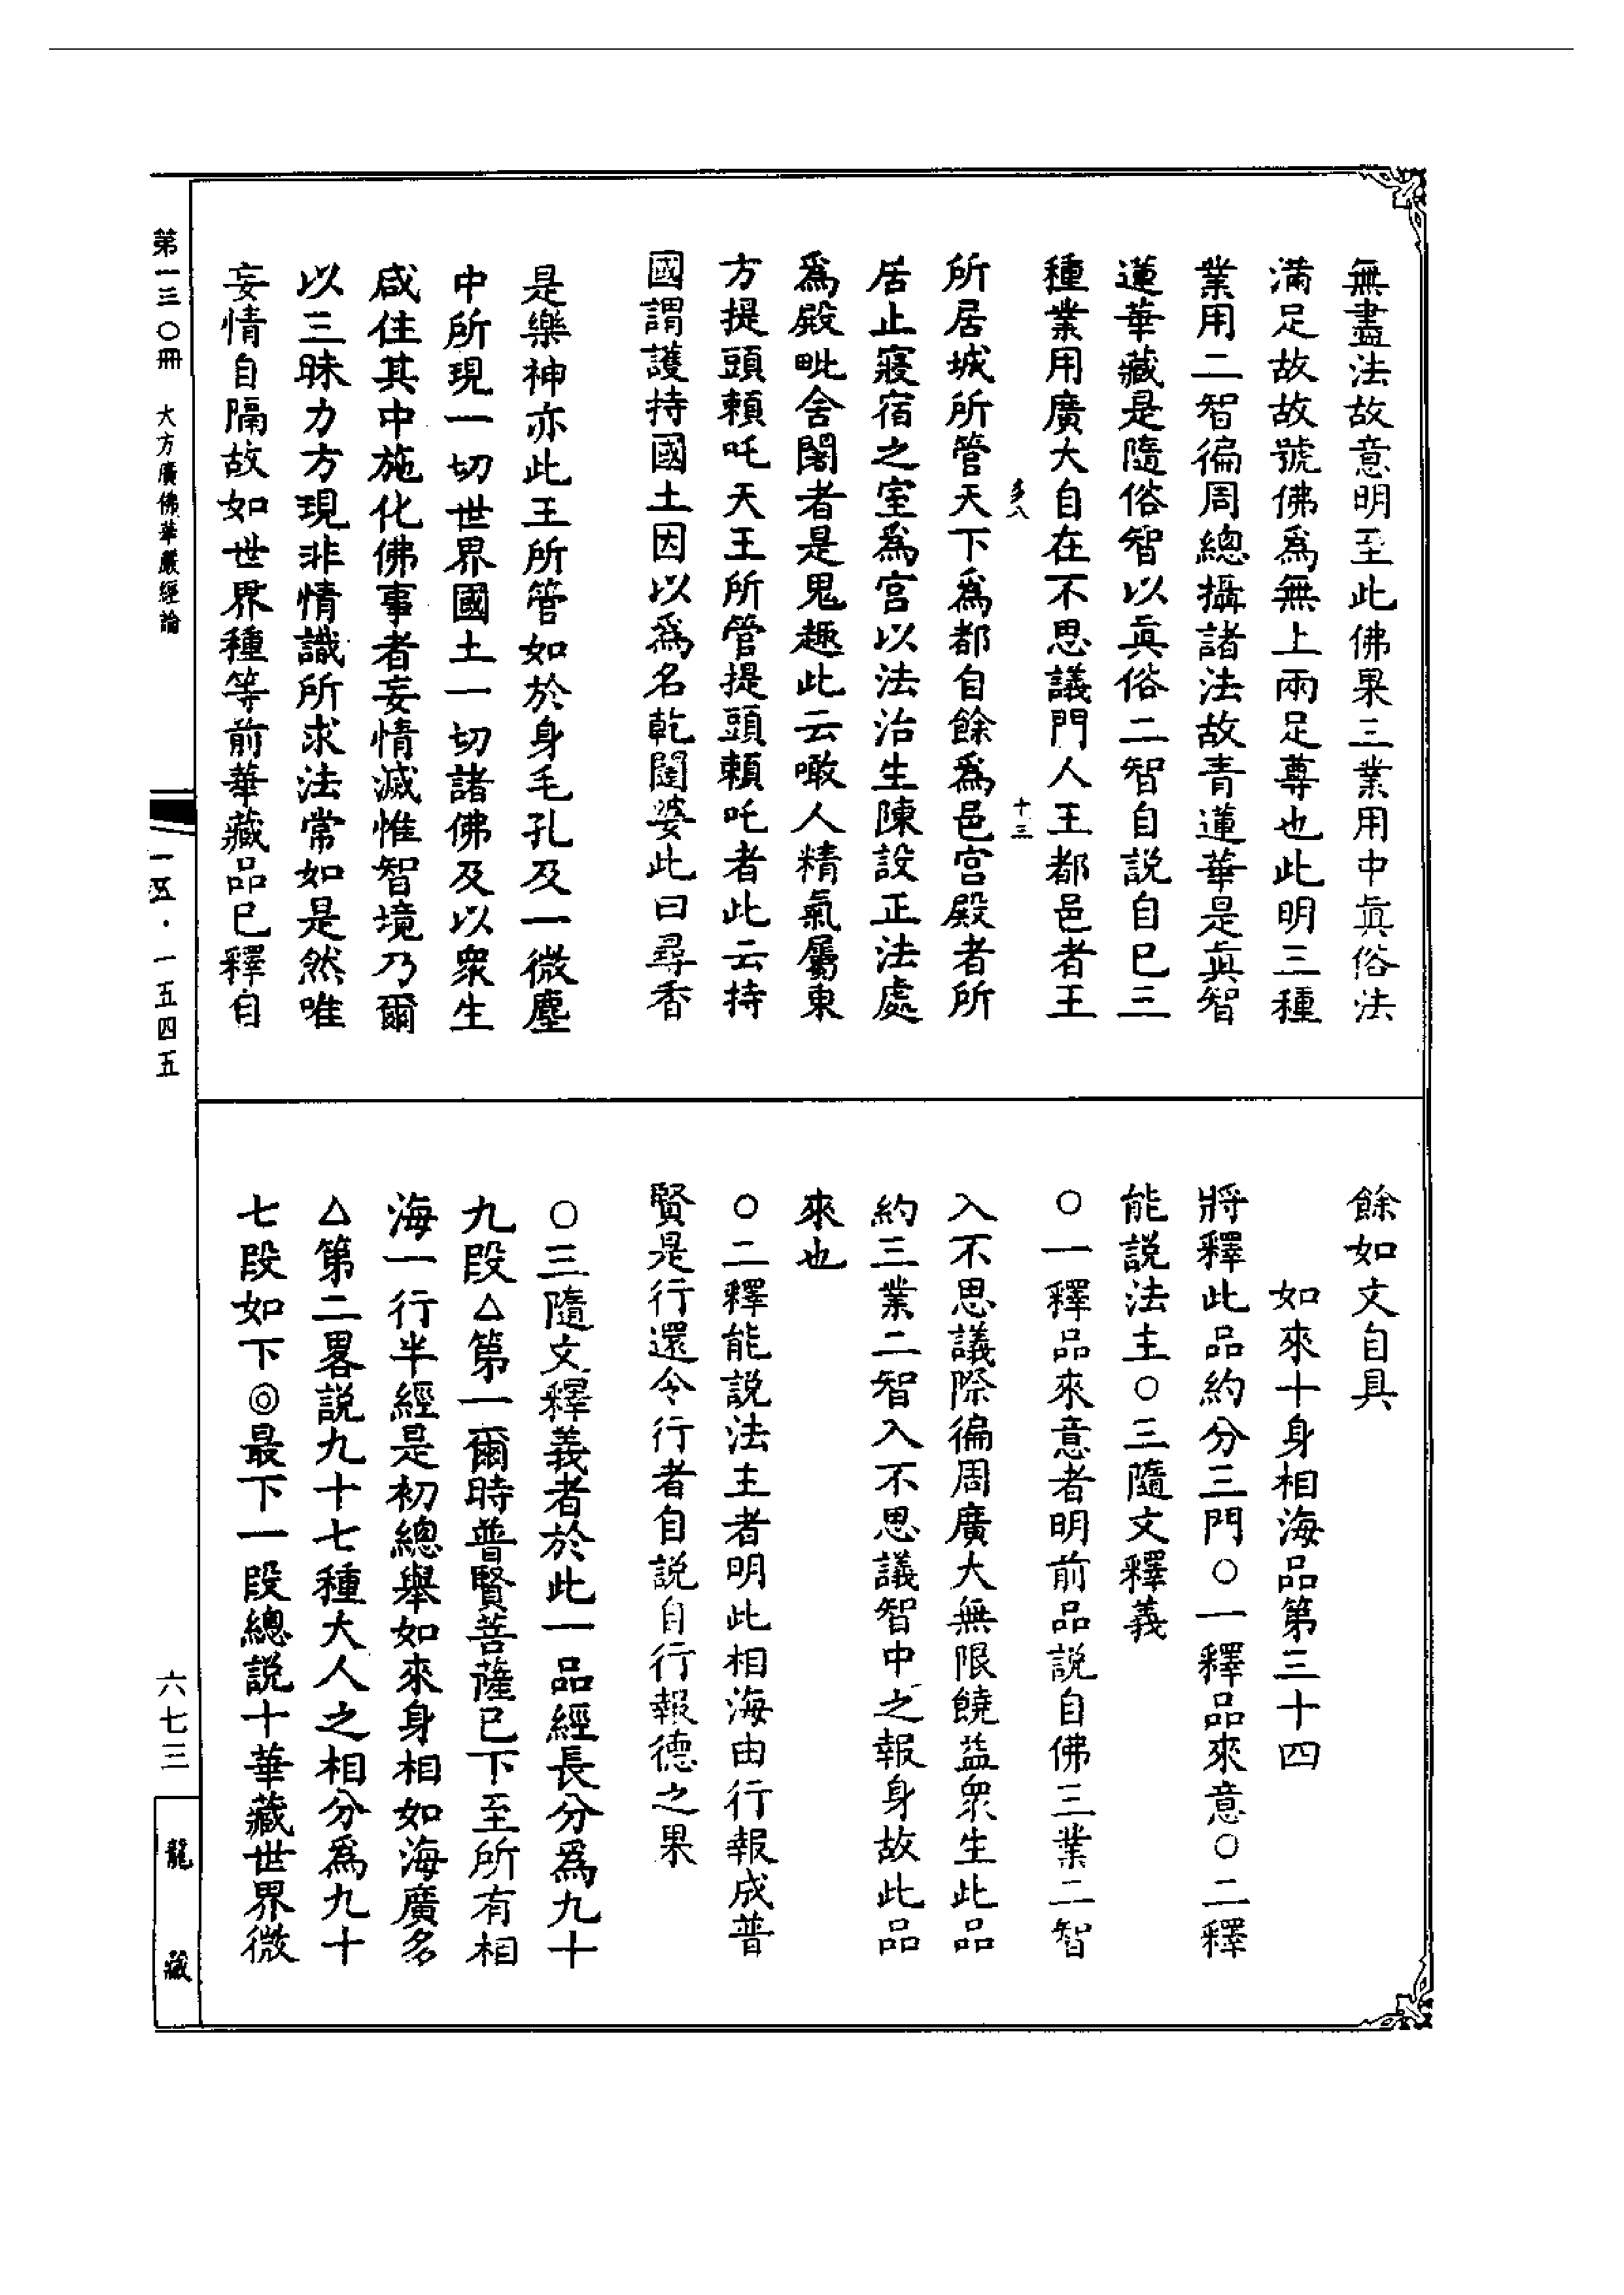 無盡法故意明至此佛果三業用中眞俗法
滿足故故號佛爲無上兩足尊也此明三種
業用二智徧周總攝諸法故青蓮華是眞智
蓮華藏是隨俗智以眞俗二智自說自巳三
種業用廣大自在不思議門人王都邑者王
多八 十三
所居城所管天下爲都自餘爲邑宮殿者所
居止寢宿之室爲宮以法治生陳設正法處
爲殿毗舍闍者是鬼趣此云噉人精氣屬東
方提頭賴吒天王所管提頭賴吒者此云持
國謂護持國土因以爲名乾闥婆此曰尋香
是樂神亦此王所管如於身毛孔及一微塵
中所現一切世界國土一切諸佛及以衆生
咸住其中施化佛事者妄情滅惟智境乃爾
以三昧力方現非情識所求法常如是然唯
妄情自隔故如世界種等前華藏品巳釋自
餘如文自具
如來十身相海品第三十四
將釋此品約分三門○一釋品來意○二釋
能説法主○三隨文釋義
○一釋品來意者明前品説自佛三業二智
入不思議際徧周廣大無限饒益衆生此品
約三業二智入不思議智中之報身故此品
來也
○二釋能説法主者明此相海由行報成普
賢是行還令行者自説自行報德之果
○三隨文釋義者於此一品經長分爲九十
九段△第一爾時普賢菩薩巳下至所有相
海一行半經是初總舉如來身相如海廣多
△第二畧説九十七種大人之相分爲九十
七段如下◎最下一段總説十華藏世界微
第一三〇冊 大方廣佛華嚴經論
一五·一五四五
六七三
龍藏